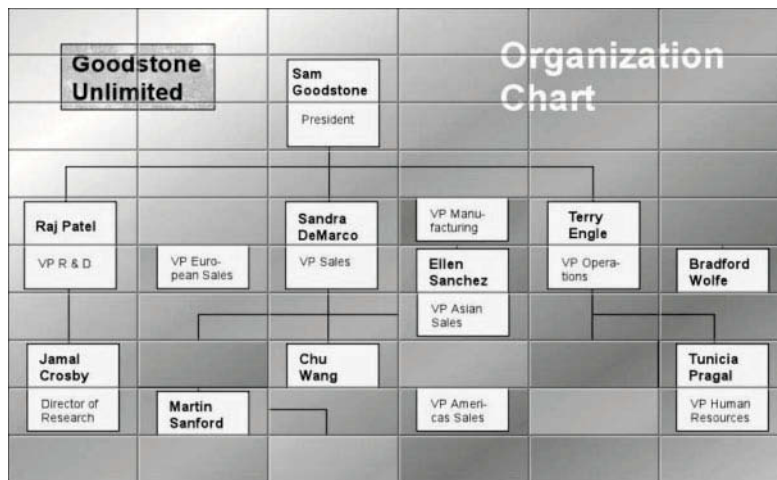 Goodstone
Unlimited
Organization
Chart
Sam
Goodstone
President
Raj Patel
VP R & D
Sandra
DeMarco
VP Sales
VP Manu-
facturing
Terry
Engle
VP Opera-
tions
VP Euro-
pean Sales
Ellen
Sanchez
VP Asian
Sales
Bradford
Wolfe
Jamal
Crosby
Director of
Research
Chu
Wang
Tunicia
Pragal
VP Human
Resources
Martin
Sanford
VP Ameri-
cas Sales